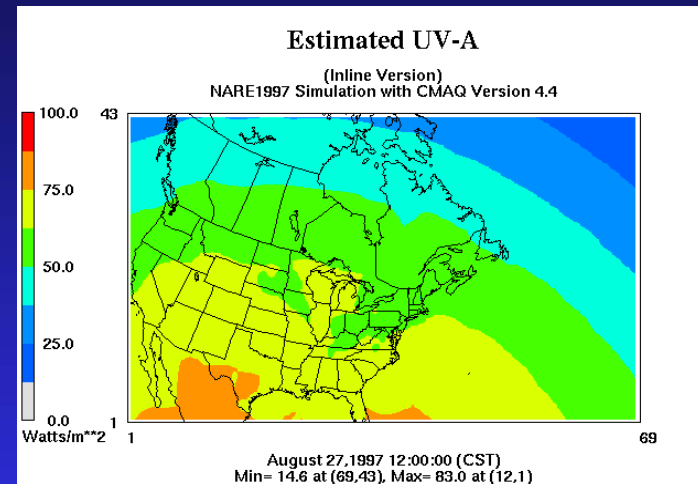 Estimated UV-A
(Inline Version)
NARE1997 Simulation with CMAQ Version 4.4
100.0
75.0
50.0
25.0
0.0
Watts/m**2
43
1
1
69
August 27,1997 12:00:00 (CST)
Min= 14.6 at (69,43), Max= 83.0 at (12,1)